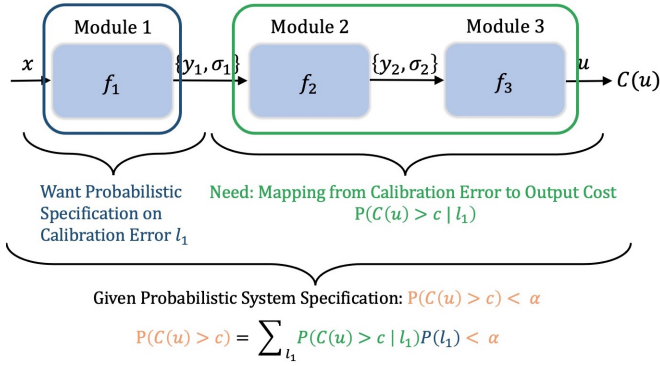 Module 1
Module 2
Module 3
x
f₁
{y₁, σ₁}
f₂
{y₂, σ₂}
f₃
u
C(u)
Want Probabilistic
Specification on
Calibration Error l₁
Need: Mapping from Calibration Error to Output Cost
P(C(u) > c | l₁)
Given Probabilistic System Specification: P(C(u) > c) < α
P(C(u) > c) = ∑_{l₁} P(C(u) > c | l₁)P(l₁) < α